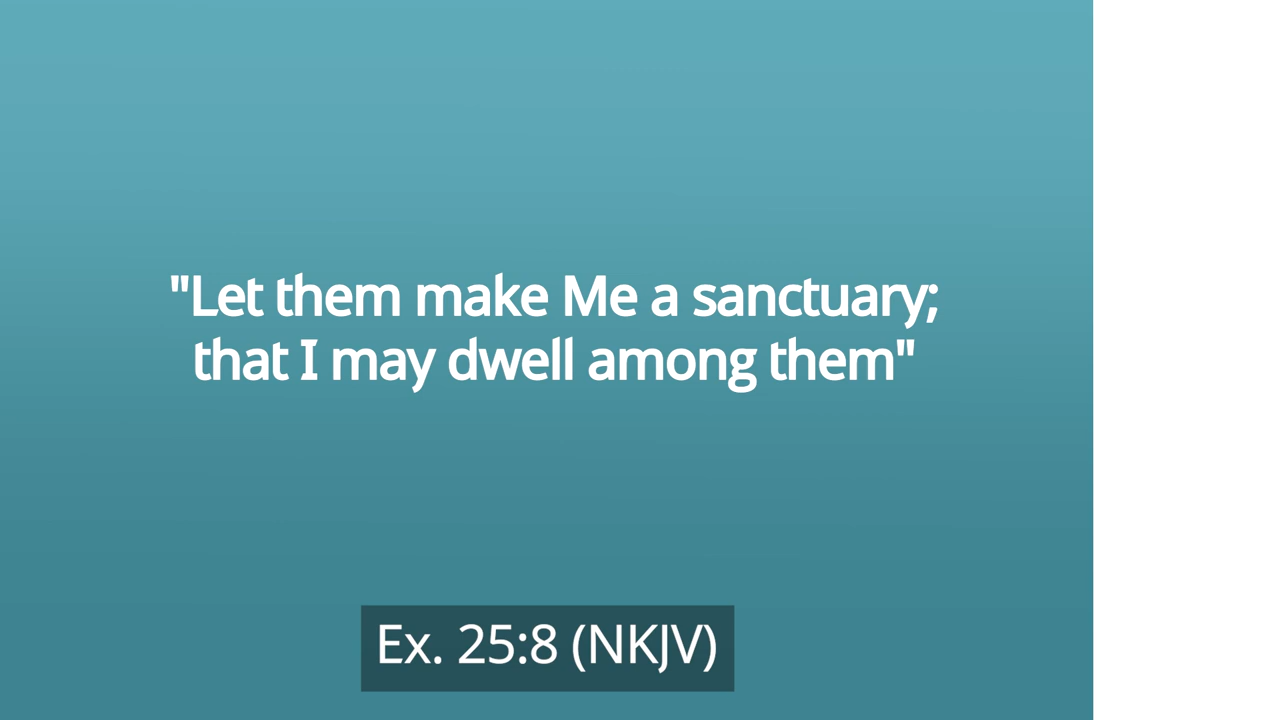 "Let them make Me a sanctuary;
that I may dwell among them"
Ex. 25:8 (NKJV)